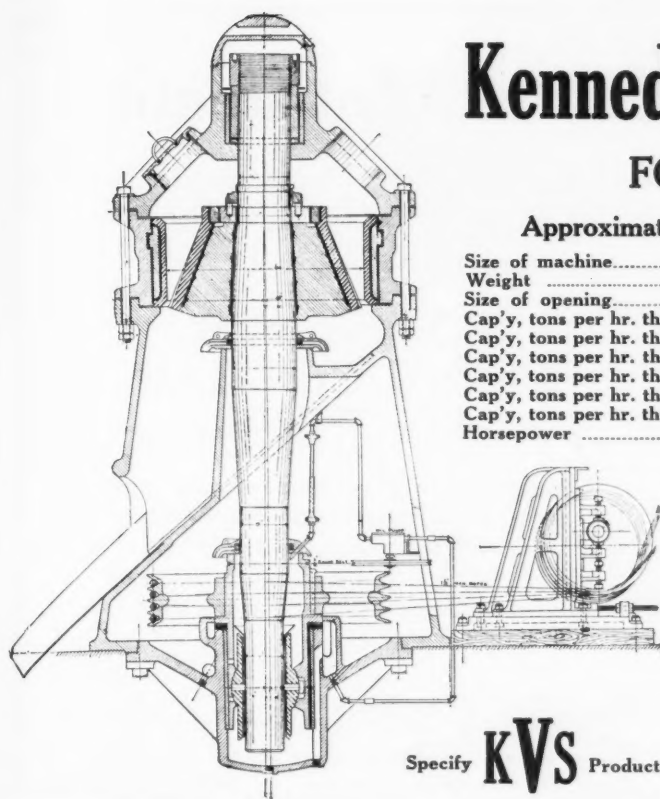 Kenned
FO
Approximat
Size of machine
Weight
Size of opening
Cap'y, tons per hr. th
Cap'y, tons per hr. th
Cap'y, tons per hr. th
Cap'y, tons per hr. th
Cap'y, tons per hr. th
Cap'y, tons per hr. th
Horsepower
Specify KVS Product